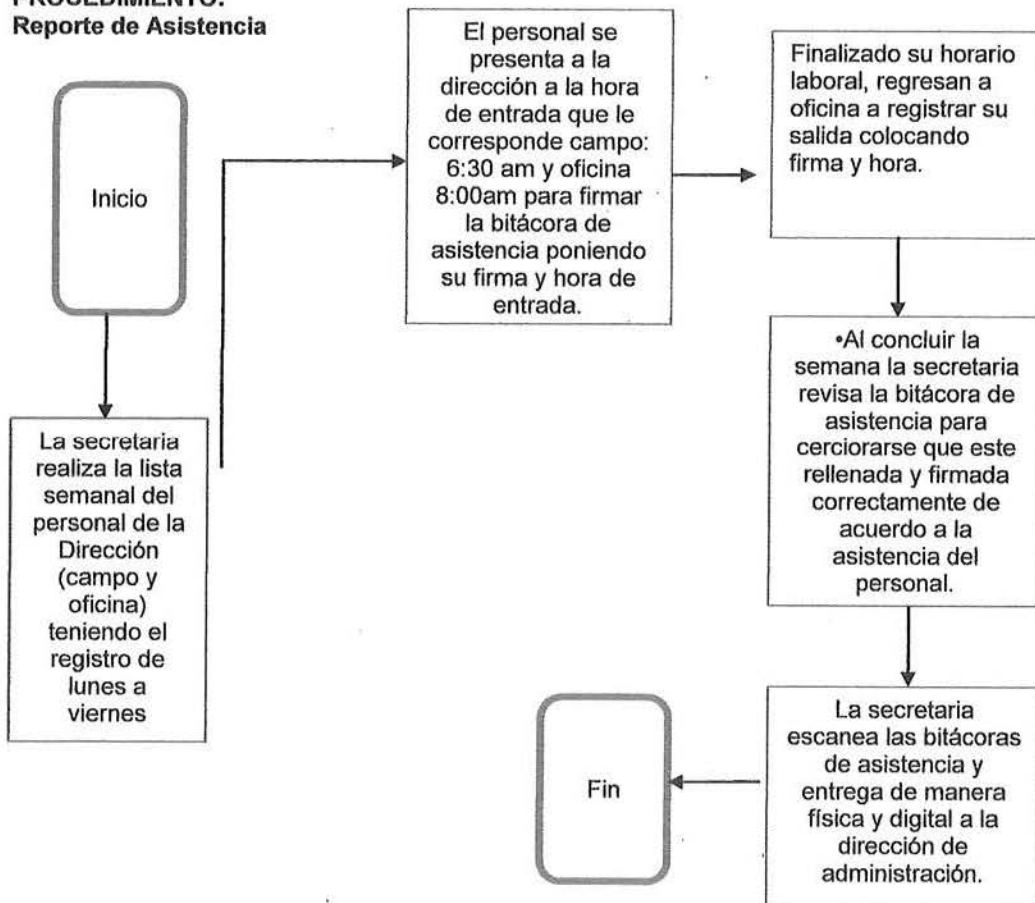 PROCEDIMIENTO:
Reporte de Asistencia
Inicio
La secretaria
realiza la lista
semanal del
personal de la
Dirección
(campo y
oficina)
teniendo el
registro de
lunes a
viernes
El personal se
presenta a la
dirección a la hora
de entrada que le
corresponde campo:
6:30 am y oficina
8:00am para firmar
la bitácora de
asistencia poniendo
su firma y hora de
entrada.
Finalizado su horario
laboral, regresan a
oficina a registrar su
salida colocando
firma y hora.
•Al concluir la
semana la secretaria
revisa la bitácora de
asistencia para
cerciorarse que este
rellenada y firmada
correctamente de
acuerdo a la
asistencia del
personal.
La secretaria
escanea las bitácoras
de asistencia y
entrega de manera
física y digital a la
dirección de
administración.
Fin